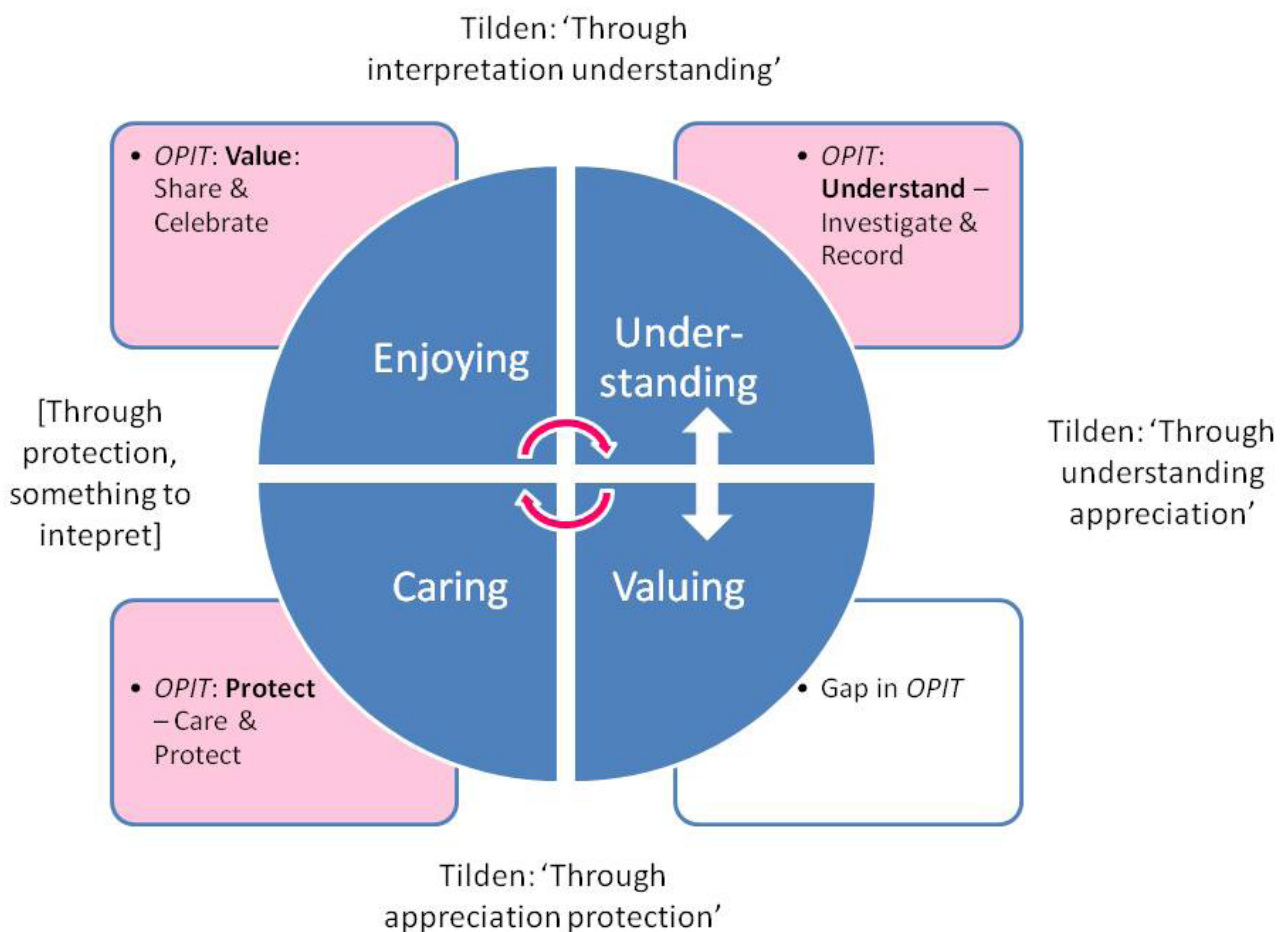 Tilden: ‘Through
interpretation understanding’
• OPIT: Value:
Share &
Celebrate
• OPIT:
Understand –
Investigate &
Record
Enjoying
Under-
standing
[Through
protection,
something to
intepret]
Tilden: ‘Through
understanding
appreciation’
Caring
Valuing
• OPIT: Protect
– Care &
Protect
• Gap in OPIT
Tilden: ‘Through
appreciation protection’